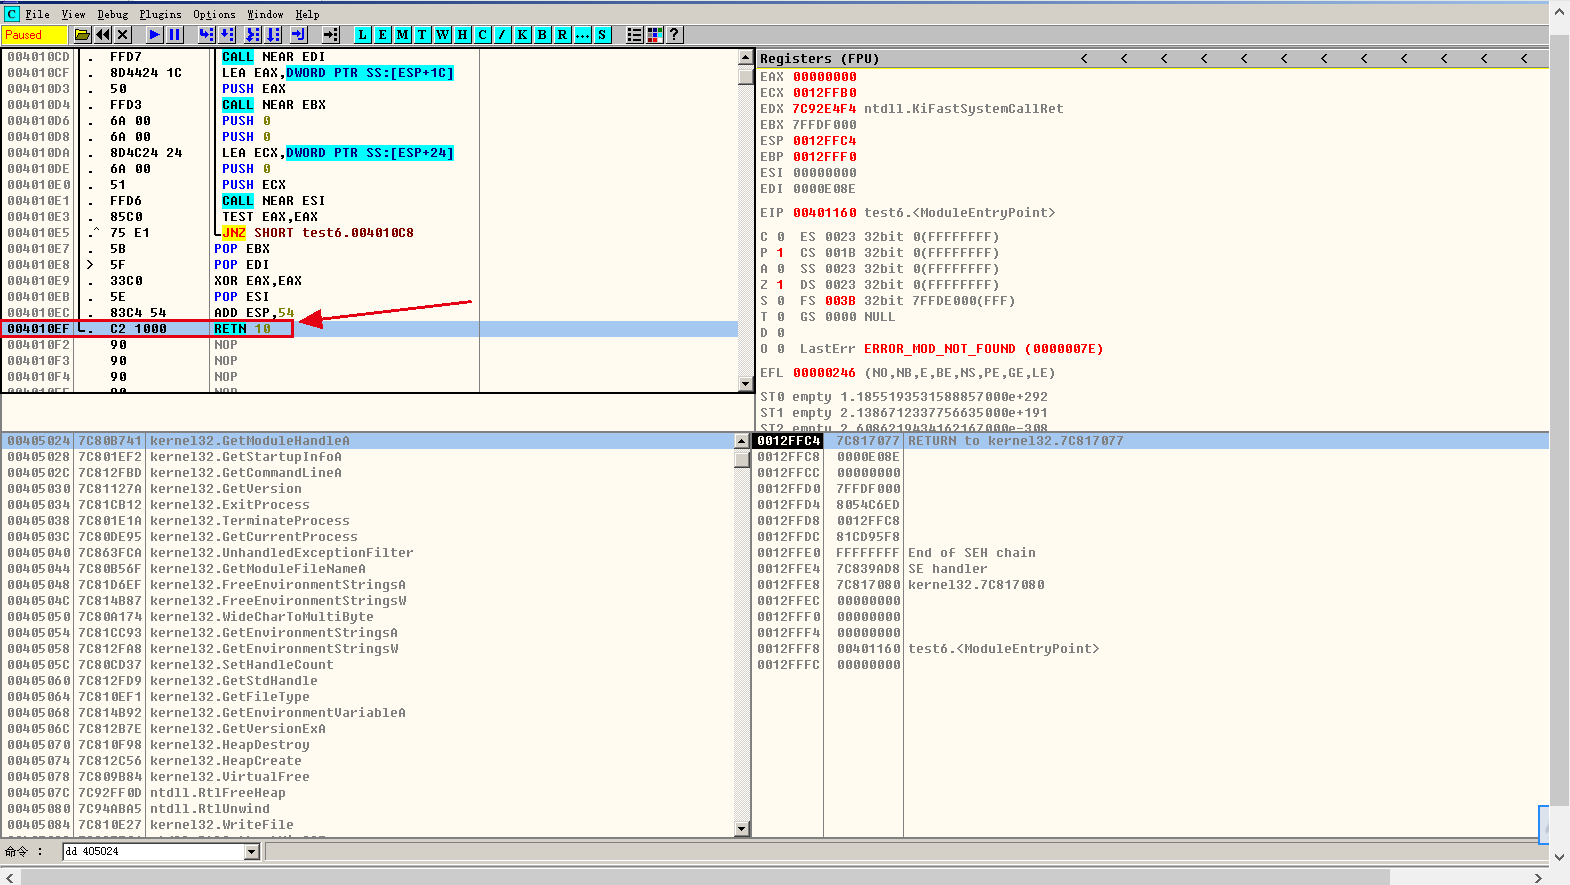 C File View Debug Plugins Options Window Help
Paused L E M T W H C / K B R ... S ?
004010CD . FFD7 CALL NEAR EDI
004010CF . 8D4424 1C LEA EAX,DWORD PTR SS:[ESP+1C]
004010D3 . 50 PUSH EAX
004010D4 . FFD3 CALL NEAR EBX
004010D6 . 6A 00 PUSH 0
004010D8 . 6A 00 PUSH 0
004010DA . 8D4C24 24 LEA ECX,DWORD PTR SS:[ESP+24]
004010DE . 6A 00 PUSH 0
004010E0 . 51 PUSH ECX
004010E1 . FFD6 CALL NEAR ESI
004010E3 . 85C0 TEST EAX,EAX
004010E5 .^ 75 E1 JNZ SHORT test6.004010C8
004010E7 . 5B POP EBX
004010E8 > 5F POP EDI
004010E9 . 33C0 XOR EAX,EAX
004010EB . 5E POP ESI
004010EC . 83C4 54 ADD ESP,54
004010EF . C2 1000 RETN 10
004010F2 90 NOP
004010F3 90 NOP
004010F4 90 NOP
Registers (FPU) < < < < < < < < < < < <
EAX 00000000
ECX 0012FFB0
EDX 7C92E4F4 ntdll.KiFastSystemCallRet
EBX 7FFDF000
ESP 0012FFC4
EBP 0012FFF0
ESI 00000000
EDI 0000E08E
EIP 00401160 test6.<ModuleEntryPoint>
C 0 ES 0023 32bit 0(FFFFFFFF)
P 1 CS 001B 32bit 0(FFFFFFFF)
A 0 SS 0023 32bit 0(FFFFFFFF)
Z 1 DS 0023 32bit 0(FFFFFFFF)
S 0 FS 003B 32bit 7FFDE000(FFF)
T 0 GS 0000 NULL
D 0
O 0 LastErr ERROR_MOD_NOT_FOUND (0000007E)
EFL 00000246 (NO,NB,E,BE,NS,PE,GE,LE)
ST0 empty 1.1855193531588857000e+292
ST1 empty 2.1386712337756635000e+191
ST2 empty 2.6086219434162167000e-308
00405024 7C80B741 kernel32.GetModuleHandleA
00405028 7C801EF2 kernel32.GetStartupInfoA
0040502C 7C812FBD kernel32.GetCommandLineA
00405030 7C81127A kernel32.GetVersion
00405034 7C81CB12 kernel32.ExitProcess
00405038 7C801E1A kernel32.TerminateProcess
0040503C 7C80DE95 kernel32.GetCurrentProcess
00405040 7C863FCA kernel32.UnhandledExceptionFilter
00405044 7C80B56F kernel32.GetModuleFileNameA
00405048 7C81D6EF kernel32.FreeEnvironmentStringsA
0040504C 7C814B87 kernel32.FreeEnvironmentStringsW
00405050 7C80A174 kernel32.WideCharToMultiByte
00405054 7C81CC93 kernel32.GetEnvironmentStringsA
00405058 7C812FA8 kernel32.GetEnvironmentStringsW
0040505C 7C80CD37 kernel32.SetHandleCount
00405060 7C812FD9 kernel32.GetStdHandle
00405064 7C810EF1 kernel32.GetFileType
00405068 7C814B92 kernel32.GetEnvironmentVariableA
0040506C 7C812B7E kernel32.GetVersionExA
00405070 7C810F98 kernel32.HeapDestroy
00405074 7C812C56 kernel32.HeapCreate
00405078 7C809B84 kernel32.VirtualFree
0040507C 7C92FF0D ntdll.RtlFreeHeap
00405080 7C94ABA5 ntdll.RtlUnwind
00405084 7C810E27 kernel32.WriteFile
0012FFC4 7C817077 RETURN to kernel32.7C817077
0012FFC8 0000E08E
0012FFCC 00000000
0012FFD0 7FFDF000
0012FFD4 8054C6ED
0012FFD8 0012FFC8
0012FFDC 81CD95F8
0012FFE0 FFFFFFFF End of SEH chain
0012FFE4 7C839AD8 SE handler
0012FFE8 7C817080 kernel32.7C817080
0012FFEC 00000000
0012FFF0 00000000
0012FFF4 00000000
0012FFF8 00401160 test6.<ModuleEntryPoint>
0012FFFC 00000000
命令 : dd 405024